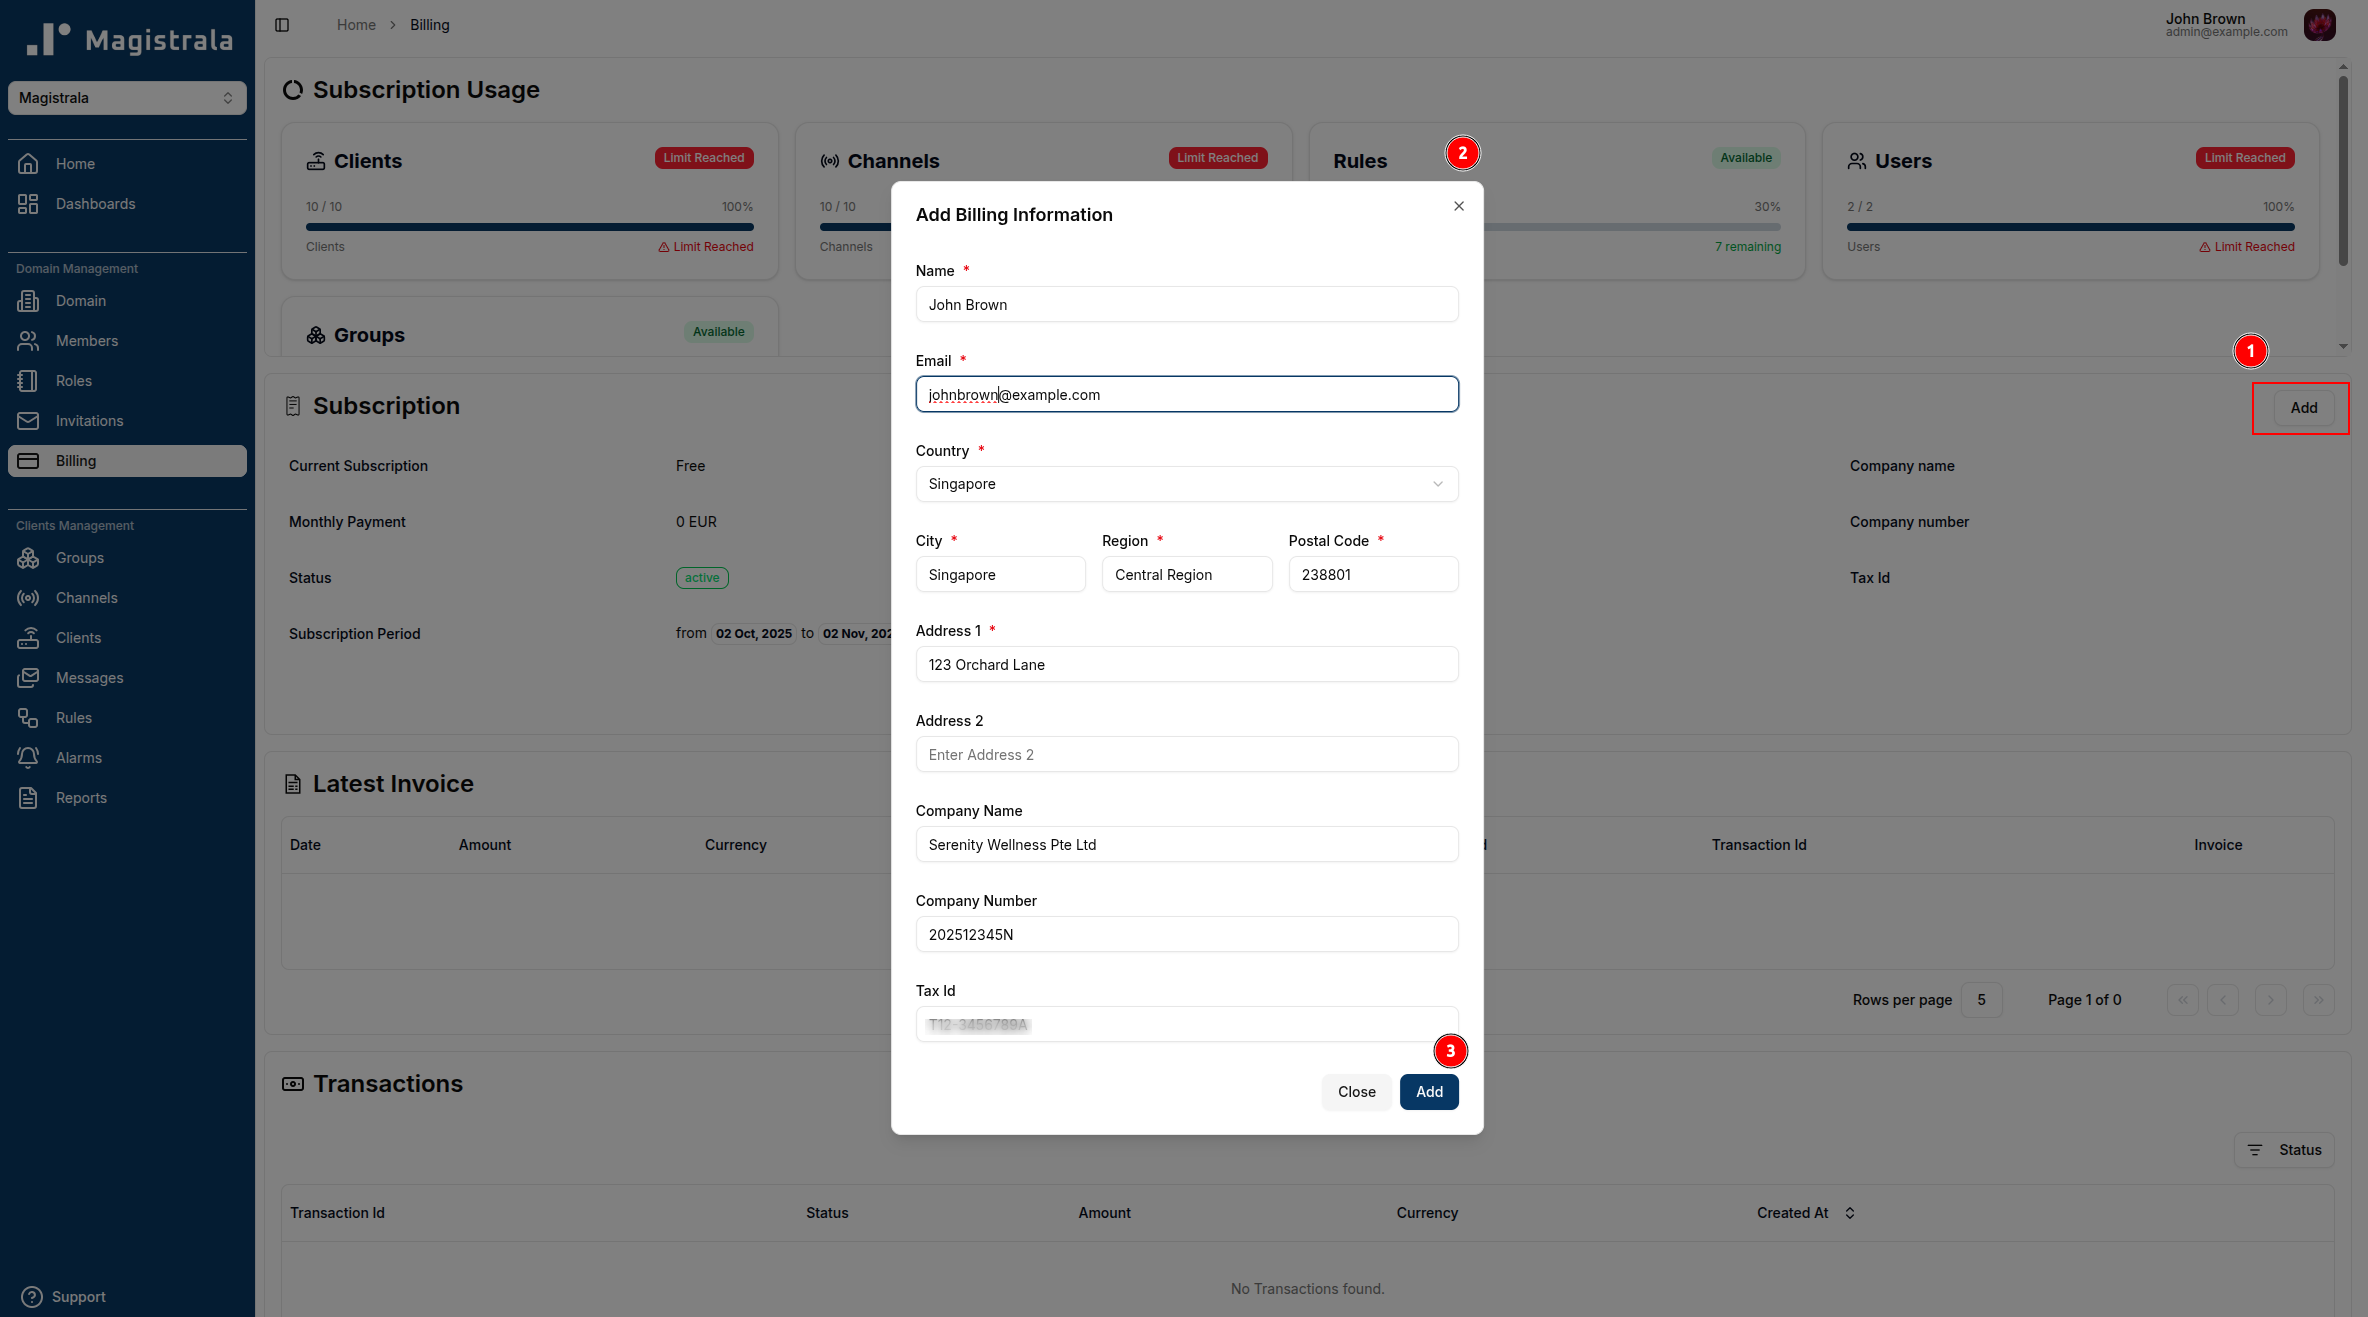 Magistrala
Magistrala
Home
Dashboards
Domain Management
Domain
Members
Roles
Invitations
Billing
Clients Management
Groups
Channels
Clients
Messages
Rules
Alarms
Reports
Support
Home > Billing
John Brown
admin@example.com
Subscription Usage
Clients Limit Reached
10 / 10 100%
Clients Limit Reached
Channels Limit Reached
10 / 10
Channels
Rules Available
30%
7 remaining
Users Limit Reached
2 / 2 100%
Users Limit Reached
Groups Available
2
1
Subscription
Add
Current Subscription Free
Monthly Payment 0 EUR
Status active
Subscription Period from 02 Oct, 2025 to 02 Nov, 202
Company name
Company number
Tax Id
Add Billing Information
Name *
John Brown
Email *
johnbrown@example.com
Country *
Singapore
City * Region * Postal Code *
Singapore Central Region 238801
Address 1 *
123 Orchard Lane
Address 2
Enter Address 2
Company Name
Serenity Wellness Pte Ltd
Company Number
202512345N
Tax Id
T12-3456789A
3
Close Add
Latest Invoice
Date Amount Currency d Transaction Id Invoice
Rows per page 5 Page 1 of 0
Transactions
Status
Transaction Id Status Amount Currency Created At
No Transactions found.